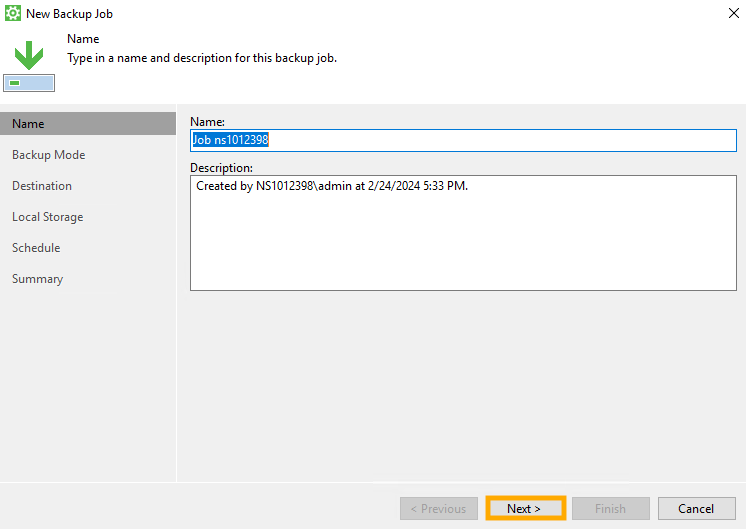 New Backup Job
Name
Type in a name and description for this backup job.
Name
Backup Mode
Destination
Local Storage
Schedule
Summary
Name:
Job ns1012398
Description:
Created by NS1012398\admin at 2/24/2024 5:33 PM.
< Previous
Next >
Finish
Cancel